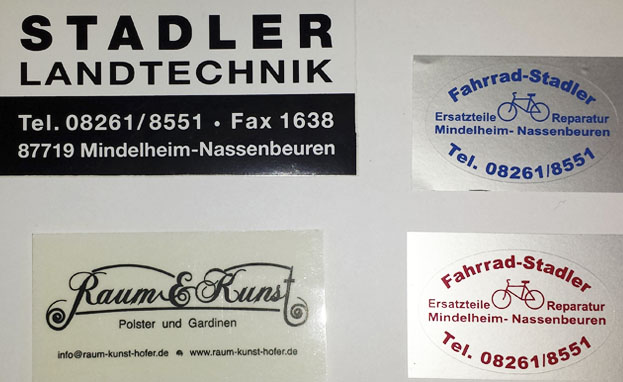 STADLER
LANDTECHNIK
Tel. 08261/8551 • Fax 1638
87719 Mindelheim-Nassenbeuren
Fahrrad-Stadler
Ersatzteile Reparatur
Mindelheim- Nassenbeuren
Tel. 08261/8551
Raum & Kunst
Polster und Gardinen
info@raum-kunst-hofer.de • www.raum-kunst-hofer.de
Fahrrad-Stadler
Ersatzteile Reparatur
Mindelheim- Nassenbeuren
Tel. 08261/8551